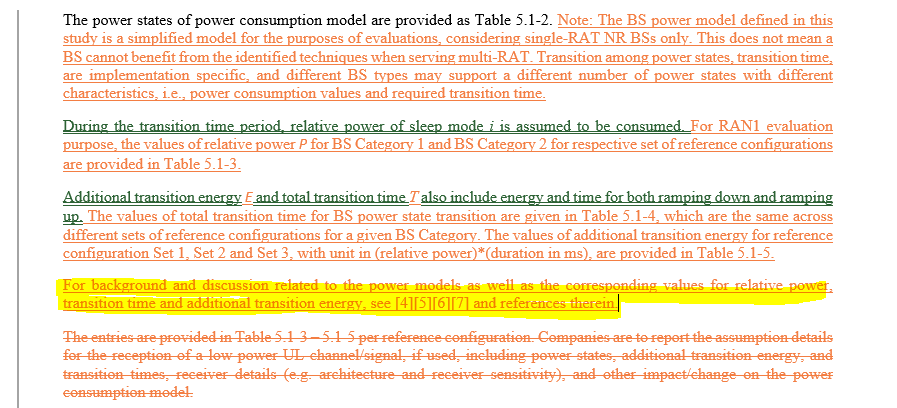 The power states of power consumption model are provided as Table 5.1-2. Note: The BS power model defined in this
study is a simplified model for the purposes of evaluations, considering single-RAT NR BSs only. This does not mean a
BS cannot benefit from the identified techniques when serving multi-RAT. Transition among power states, transition time,
are implementation specific, and different BS types may support a different number of power states with different
characteristics, i.e., power consumption values and required transition time.
During the transition time period, relative power of sleep mode i is assumed to be consumed. For RAN1 evaluation
purpose, the values of relative power P for BS Category 1 and BS Category 2 for respective set of reference configurations
are provided in Table 5.1-3.
Additional transition energy E and total transition time T also include energy and time for both ramping down and ramping
up. The values of total transition time for BS power state transition are given in Table 5.1-4, which are the same across
different sets of reference configurations for a given BS Category. The values of additional transition energy for reference
configuration Set 1, Set 2 and Set 3, with unit in (relative power)*(duration in ms), are provided in Table 5.1-5.
For background and discussion related to the power models as well as the corresponding values for relative power,
transition time and additional transition energy, see [4][5][6][7] and references therein.
The entries are provided in Table 5.1-3 – 5.1-5 per reference configuration. Companies are to report the assumption details
for the reception of a low power UL channel/signal, if used, including power states, additional transition energy, and
transition times, receiver details (e.g. architecture and receiver sensitivity), and other impact/change on the power
consumption model.